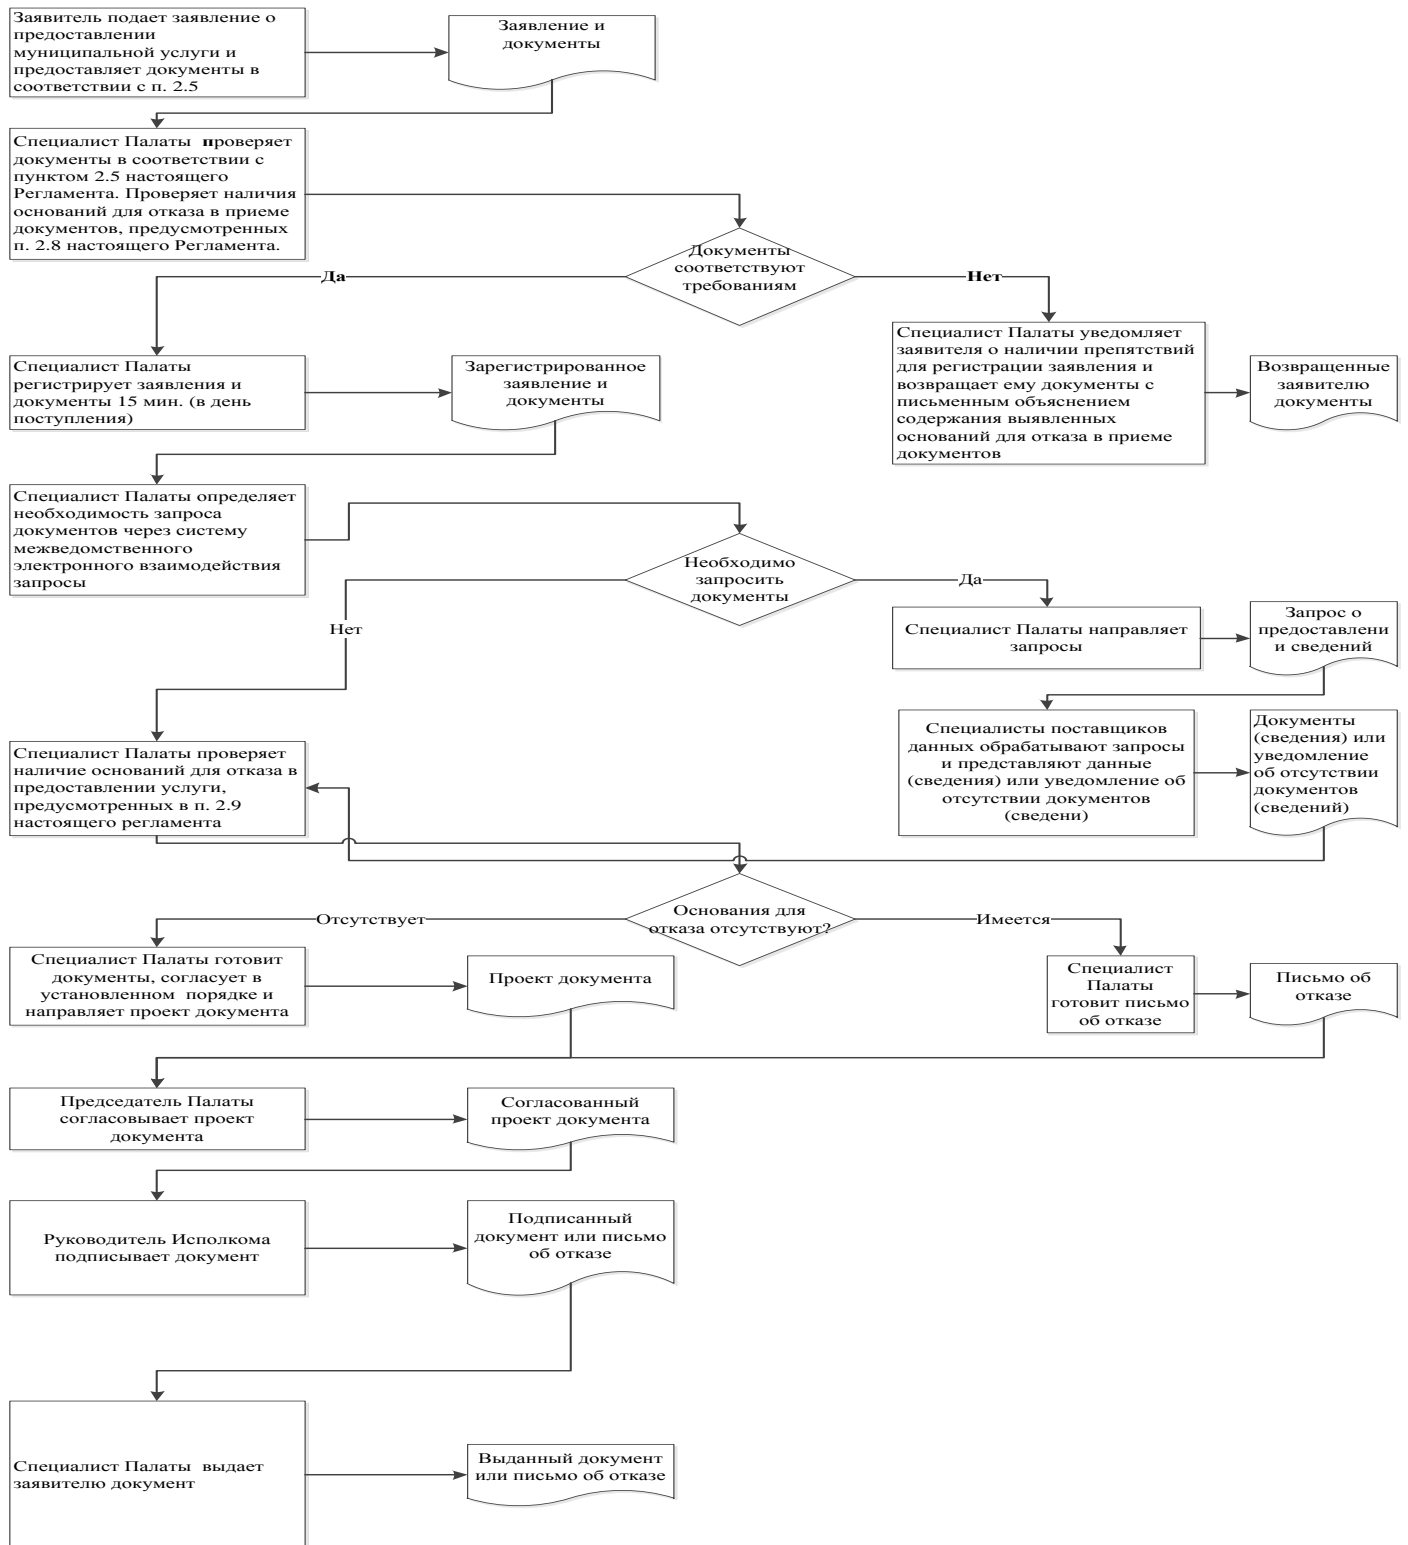 Заявитель подает заявление о
предоставлении
муниципальной услуги и
предоставляет документы в
соответствии с п. 2.5
Заявление и
документы
Специалист Палаты проверяет
документы в соответствии с
пунктом 2.5 настоящего
Регламента. Проверяет наличия
оснований для отказа в приеме
документов, предусмотренных
п. 2.8 настоящего Регламента.
Документы
соответствуют
требованиям
Да
Нет
Специалист Палаты
регистрирует заявления и
документы 15 мин. (в день
поступления)
Зарегистрированное
заявление и
документы
Специалист Палаты уведомляет
заявителя о наличии препятствий
для регистрации заявления и
возвращает ему документы с
письменным объяснением
содержания выявленных
оснований для отказа в приеме
документов
Возвращенные
заявителю
документы
Специалист Палаты определяет
необходимость запроса
документов через систему
межведомственного
электронного взаимодействия
запросы
Необходимо
запросить
документы
Да
Нет
Специалист Палаты направляет
запросы
Запрос о
предоставлени
и сведений
Специалисты поставщиков
данных обрабатывают запросы
и представляют данные
(сведения) или уведомление об
отсутствии документов
(сведени)
Документы
(сведения) или
уведомление
об отсутствии
документов
(сведений)
Специалист Палаты проверяет
наличие оснований для отказа в
предоставлении услуги,
предусмотренных в п. 2.9
настоящего регламента
Основания для
отказа отсутствуют?
Отсутствует
Имеется
Специалист Палаты готовит
документы, согласует в
установленном порядке и
направляет проект документа
Проект документа
Специалист
Палаты
готовит письмо
об отказе
Письмо об
отказе
Председатель Палаты
согласовывает проект
документа
Согласованный
проект документа
Руководитель Исполкома
подписывает документ
Подписанный
документ или письмо
об отказе
Специалист Палаты выдает
заявителю документ
Выданный документ
или письмо об отказе